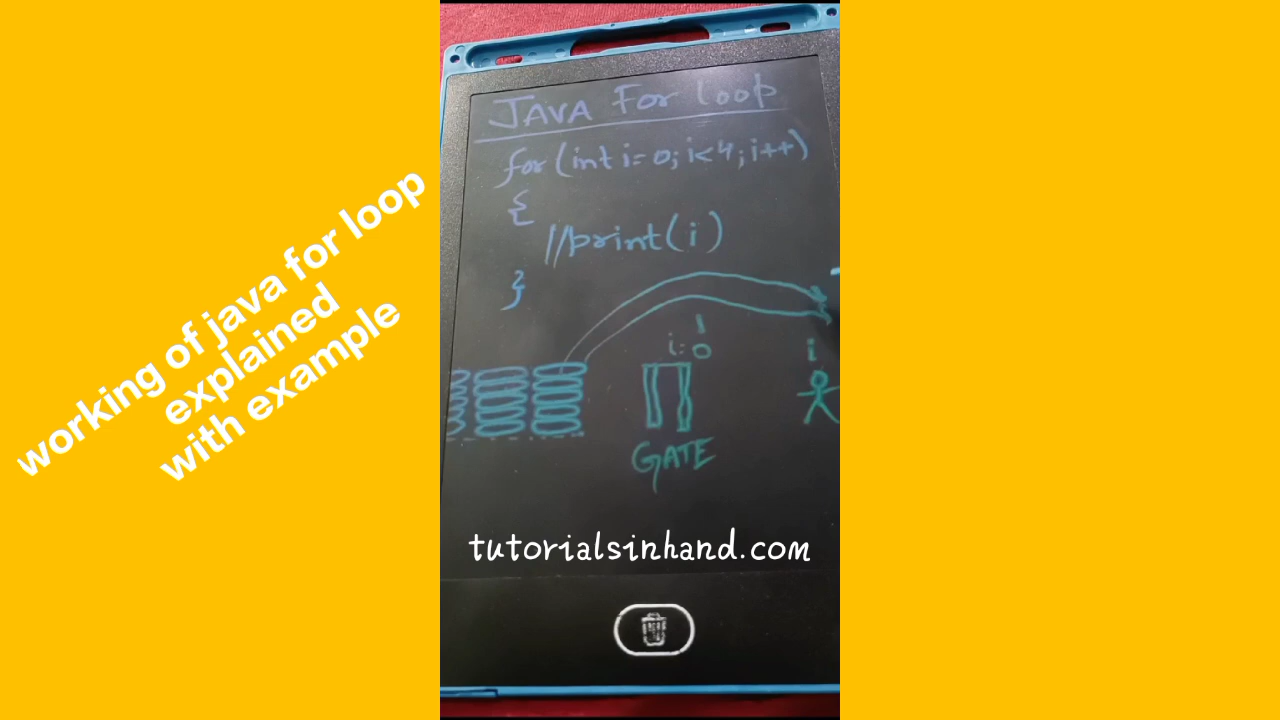 working of java for loop
explained
with example
JAVA For loop
for (int i=0; i<4; i++)
{
//print(i)
}
1
i=0
i
GATE
tutorialsinhand.com